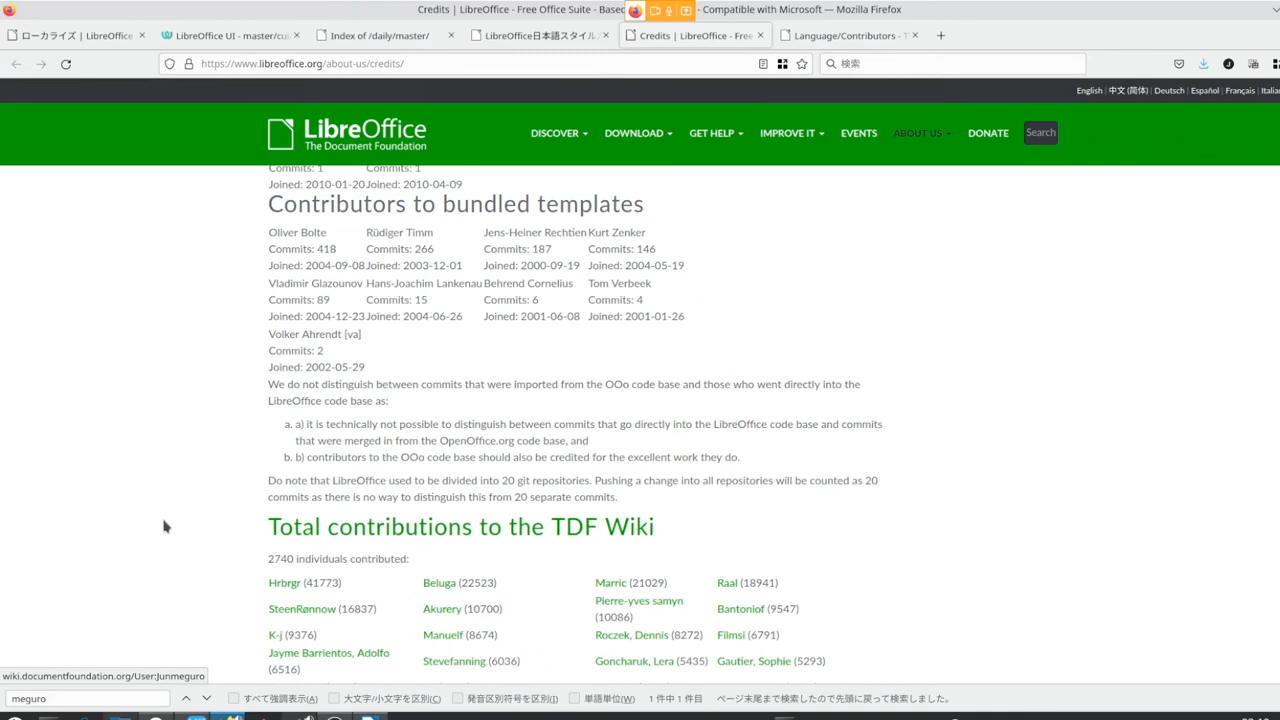 Credits | LibreOffice - Free Office Suite - Based - Compatible with Microsoft — Mozilla Firefox
ローカライズ | LibreOffice
LibreOffice UI - master/cui
Index of /daily/master/
LibreOffice日本語スタイル
Credits | LibreOffice - Free
Language/Contributors - T
https://www.libreoffice.org/about-us/credits/
検索
English | 中文 (简体) | Deutsch | Español | Français | Italia
LibreOffice
The Document Foundation
DISCOVER DOWNLOAD GET HELP IMPROVE IT EVENTS ABOUT US DONATE Search
Commits: 1 Commits: 1
Joined: 2010-01-20 Joined: 2010-04-09
Contributors to bundled templates
Oliver Bolte Rüdiger Timm Jens-Heiner Rechtien Kurt Zenker
Commits: 418 Commits: 266 Commits: 187 Commits: 146
Joined: 2004-09-08 Joined: 2003-12-01 Joined: 2000-09-19 Joined: 2004-05-19
Vladimir Glazounov Hans-Joachim Lankenau Behrend Cornelius Tom Verbeek
Commits: 89 Commits: 15 Commits: 6 Commits: 4
Joined: 2004-12-23 Joined: 2004-06-26 Joined: 2001-06-08 Joined: 2001-01-26
Volker Ahrendt [va]
Commits: 2
Joined: 2002-05-29
We do not distinguish between commits that were imported from the OOo code base and those who went directly into the
LibreOffice code base as:
a. a) it is technically not possible to distinguish between commits that go directly into the LibreOffice code base and commits
that were merged in from the OpenOffice.org code base, and
b. b) contributors to the OOo code base should also be credited for the excellent work they do.
Do note that LibreOffice used to be divided into 20 git repositories. Pushing a change into all repositories will be counted as 20
commits as there is no way to distinguish this from 20 separate commits.
Total contributions to the TDF Wiki
2740 individuals contributed:
Hrbrgr (41773) Beluga (22523) Marric (21029) Raal (18941)
SteenRønnow (16837) Akurery (10700) Pierre-yves samyn (10086) Bantoniof (9547)
K-j (9376) Manuelf (8674) Roczek, Dennis (8272) Filmsi (6791)
Jayme Barrientos, Adolfo (6516) Stevefanning (6036) Goncharuk, Lera (5435) Gautier, Sophie (5293)
wiki.documentfoundation.org/User:Junmeguro
meguro すべて強調表示(A) 大文字/小文字を区別(C) 発音区別符号を区別(I) 単語単位(W) 1 件中 1 件目 ページ末尾まで検索したので先頭に戻って検索しました。